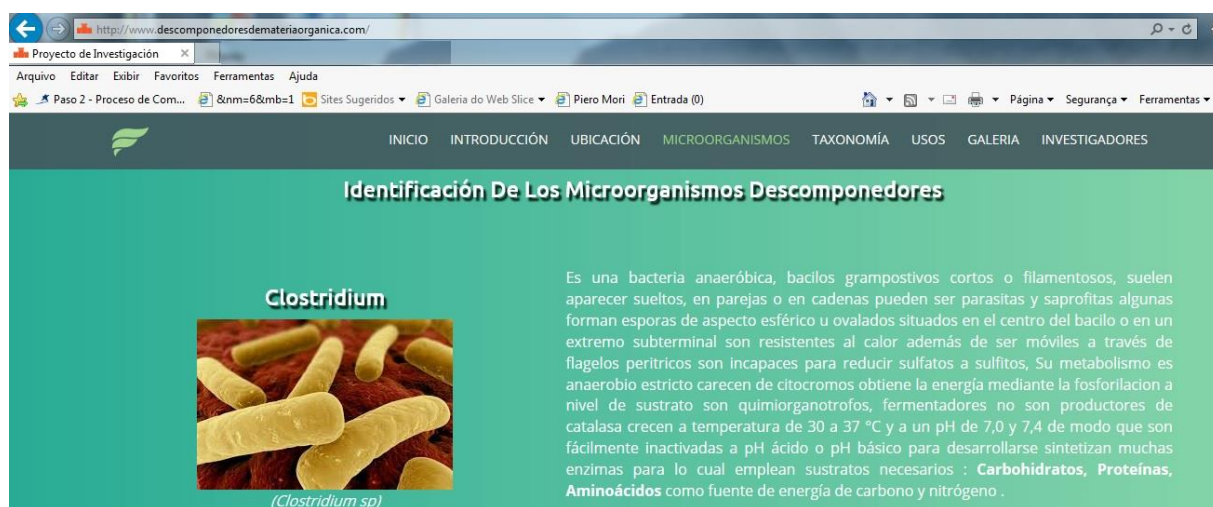 http://www.descomponedoresdemateriaorganica.com/
Proyecto de Investigación
Arquivo Editar Exibir Favoritos Ferramentas Ajuda
Paso 2 - Proceso de Com... &nm=6&mb=1 Sites Sugeridos Galeria do Web Slice Piero Mori Entrada (0) Página Segurança Ferramentas
INICIO INTRODUCCIÓN UBICACIÓN MICROORGANISMOS TAXONOMÍA USOS GALERIA INVESTIGADORES
Identificación De Los Microorganismos Descomponedores
Clostridium
(Clostridium sp)
Es una bacteria anaeróbica, bacilos grampostivos cortos o filamentosos, suelen
aparecer sueltos, en parejas o en cadenas pueden ser parasitas y saprofitas algunas
forman esporas de aspecto esférico u ovalados situados en el centro del bacilo o en un
extremo subterminal son resistentes al calor además de ser móviles a través de
flagelos peritricos son incapaces para reducir sulfatos a sulfitos, Su metabolismo es
anaerobio estricto carecen de citocromos obtiene la energía mediante la fosforilacion a
nivel de sustrato son quimiorganotrofos, fermentadores no son productores de
catalasa crecen a temperatura de 30 a 37 °C y a un pH de 7,0 y 7,4 de modo que son
fácilmente inactivadas a pH ácido o pH básico para desarrollarse sintetizan muchas
enzimas para lo cual emplean sustratos necesarios : Carbohidratos, Proteínas,
Aminoácidos como fuente de energía de carbono y nitrógeno .